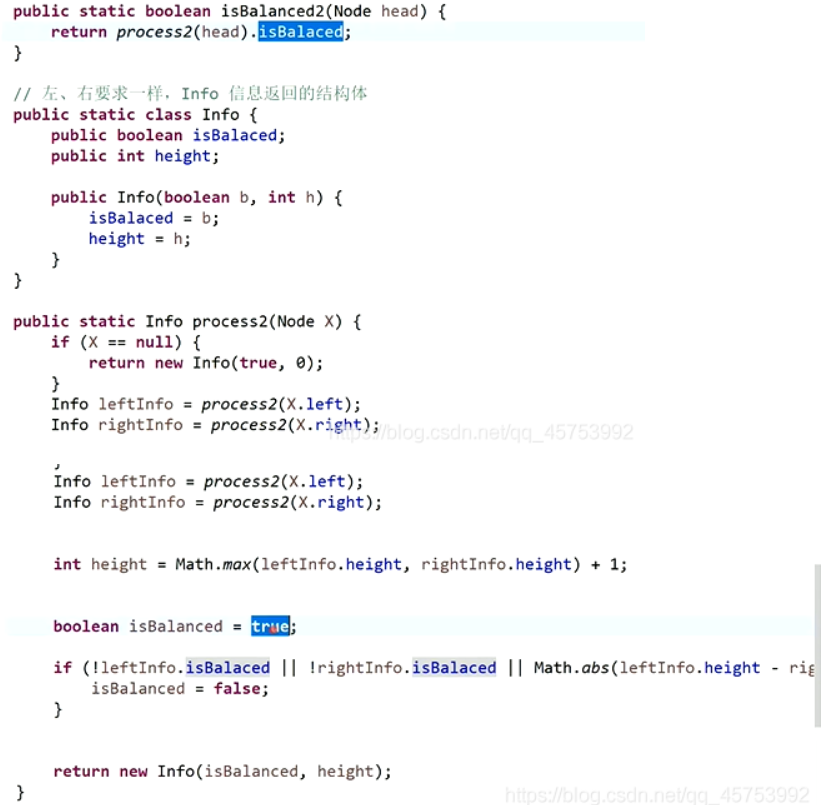 public static boolean isBalanced2(Node head) {
    return process2(head).isBalaced;
}
// 左、右要求一样，Info 信息返回的结构体
public static class Info {
    public boolean isBalaced;
    public int height;
    public Info(boolean b, int h) {
        isBalaced = b;
        height = h;
    }
}
public static Info process2(Node X) {
    if (X == null) {
        return new Info(true, 0);
    }
    Info leftInfo = process2(X.left);
    Info rightInfo = process2(X.right);
https://blog.csdn.net/qq_45753992
    Info leftInfo = process2(X.left);
    Info rightInfo = process2(X.right);
    int height = Math.max(leftInfo.height, rightInfo.height) + 1;
    boolean isBalanced = true;
    if (!leftInfo.isBalaced || !rightInfo.isBalaced || Math.abs(leftInfo.height - rig
        isBalanced = false;
    }
    return new Info(isBalanced, height);
}
https://blog.csdn.net/qq_45753992